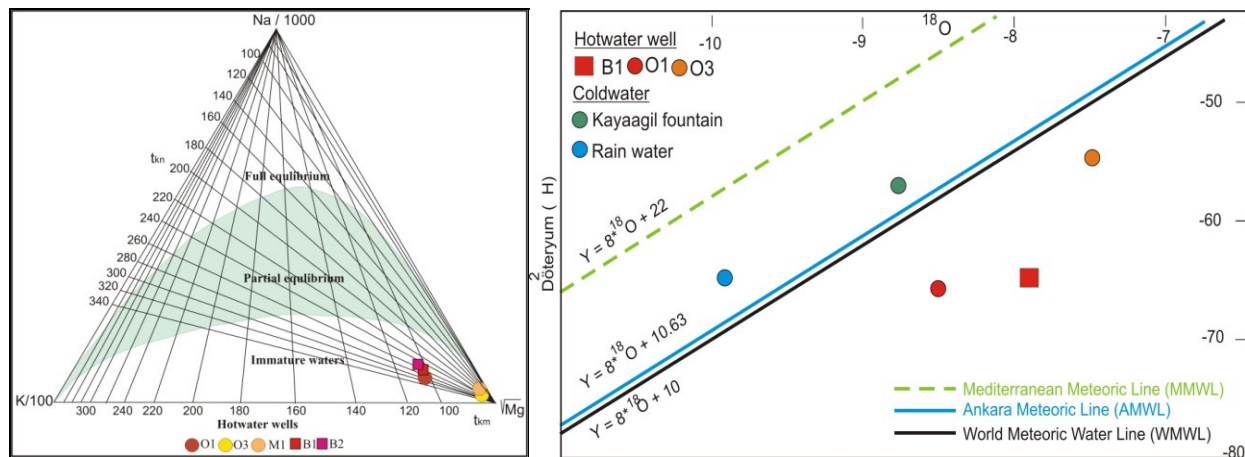 Na / 1000
100
120
140
160
180
tkn
200
220
240
260
280
300
320
340
Full equlibrium
Partial equlibrium
Immature waters
K/100
√Mg
300
240
220
200
180
160
140
120
100
tkm
Hotwater wells
O1
O3
M1
B1
B2
-10
-9
18O
-8
-7
Hotwater well
B1
O1
O3
Coldwater
Kayaagil fountain
Rain water
-50
-60
-70
-80
2
Döteryum ( H)
Y = 8*18O + 22
Y = 8*18O + 10.63
Y = 8*18O + 10
Mediterranean Meteoric Line (MMWL)
Ankara Meteoric Line (AMWL)
World Meteoric Water Line (WMWL)